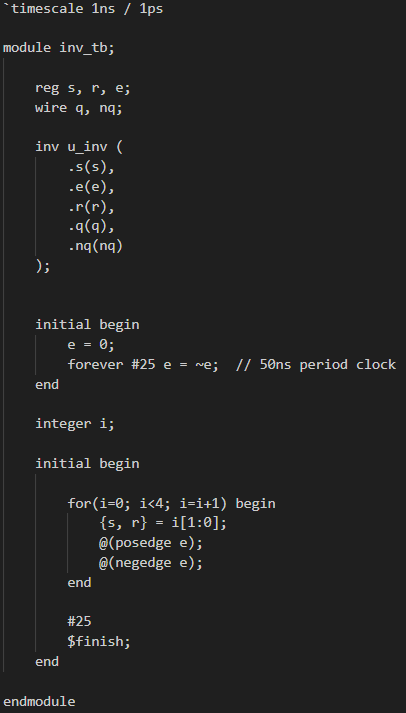 `timescale 1ns / 1ps
module inv_tb;
reg s, r, e;
wire q, nq;
inv u_inv (
.s(s),
.e(e),
.r(r),
.q(q),
.nq(nq)
);
initial begin
e = 0;
forever #25 e = ~e;  // 50ns period clock
end
integer i;
initial begin
for(i=0; i<4; i=i+1) begin
{s, r} = i[1:0];
@(posedge e);
@(negedge e);
end
#25
$finish;
end
endmodule